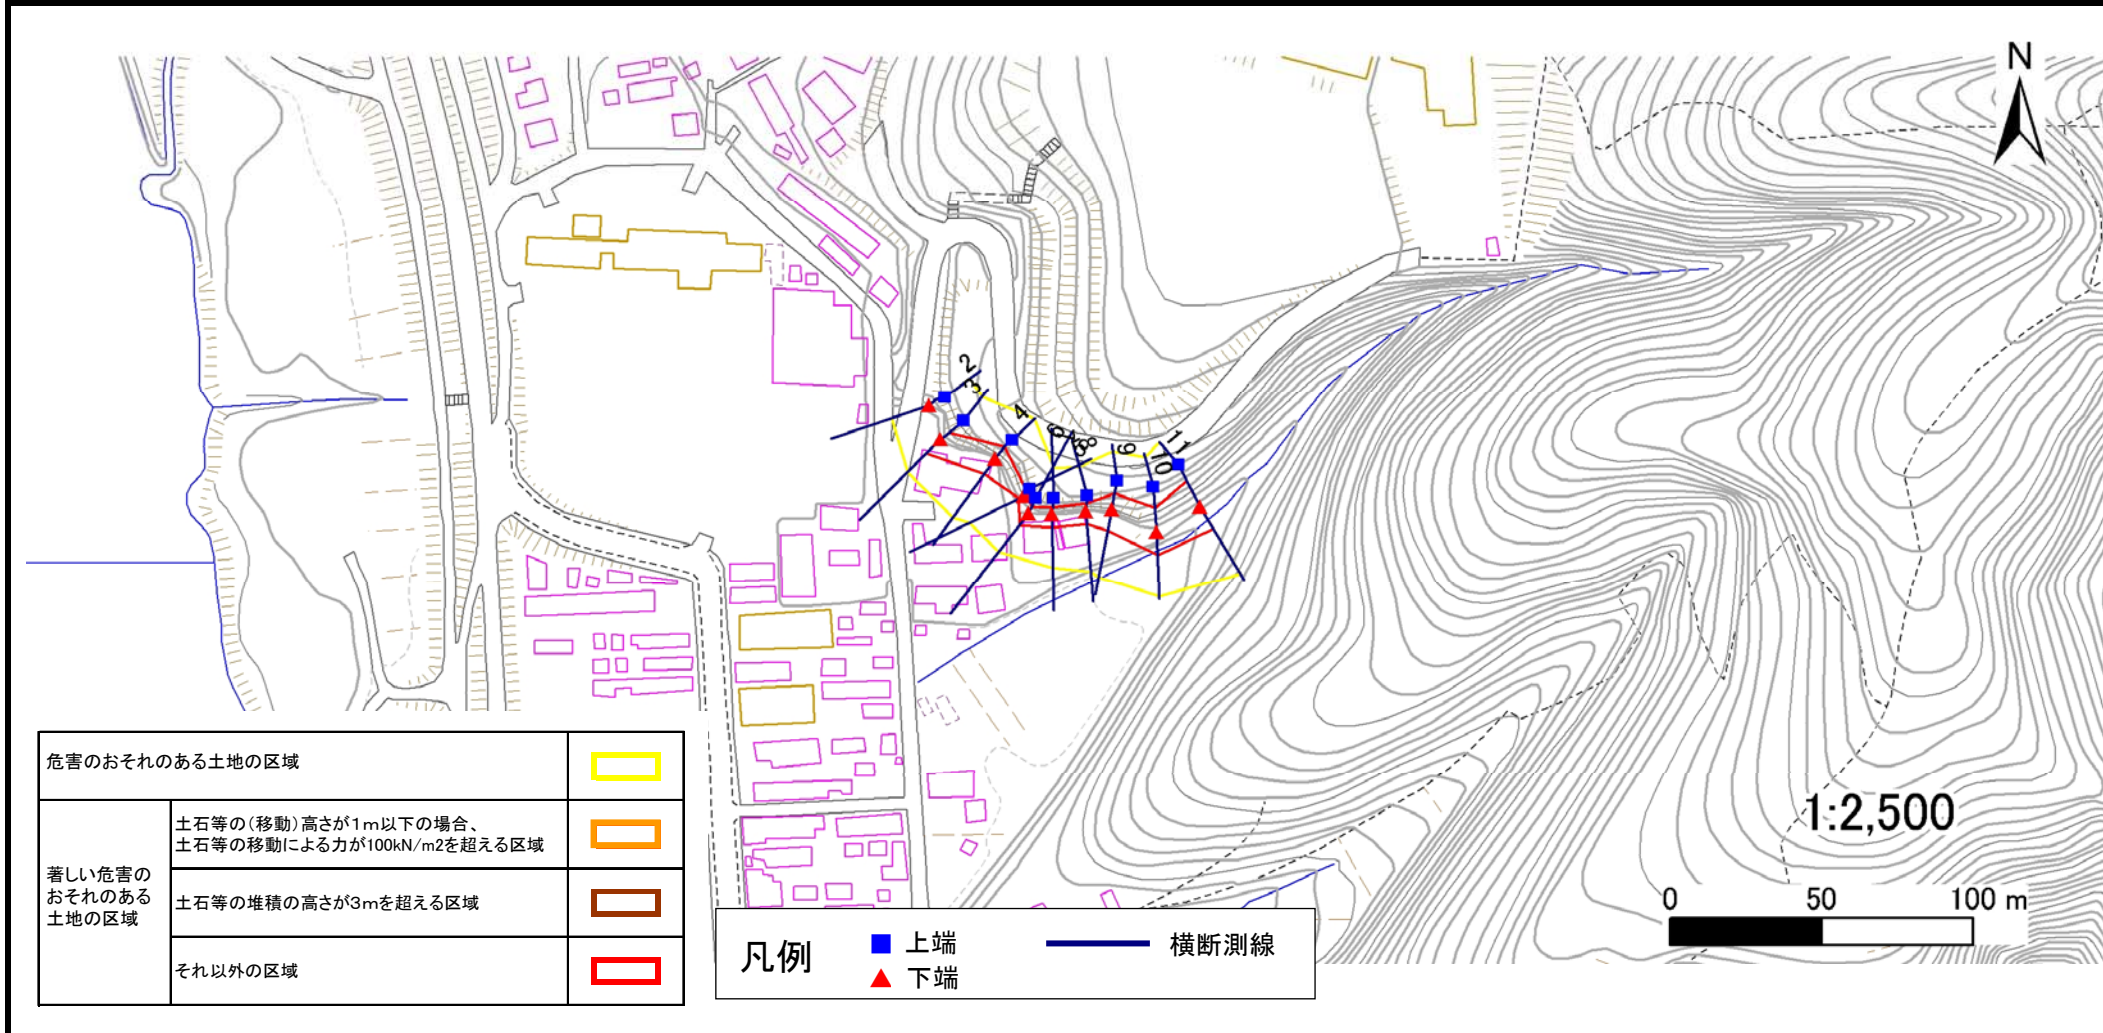 N
2
3
4
6
5
8
9
10
11
危害のおそれのある土地の区域
著しい危害の
おそれのある
土地の区域
土石等の(移動)高さが1m以下の場合、
土石等の移動による力が100kN/m2を超える区域
土石等の堆積の高さが3mを超える区域
それ以外の区域
凡例
上端
下端
横断測線
1:2,500
0 50 100 m